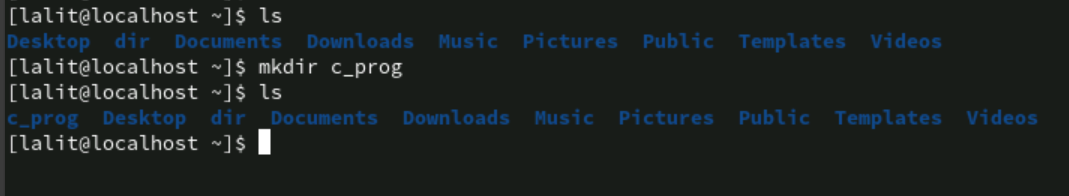 [lalit@localhost ~]$ ls
Desktop dir Documents Downloads Music Pictures Public Templates Videos
[lalit@localhost ~]$ mkdir c_prog
[lalit@localhost ~]$ ls
c_prog Desktop dir Documents Downloads Music Pictures Public Templates Videos
[lalit@localhost ~]$